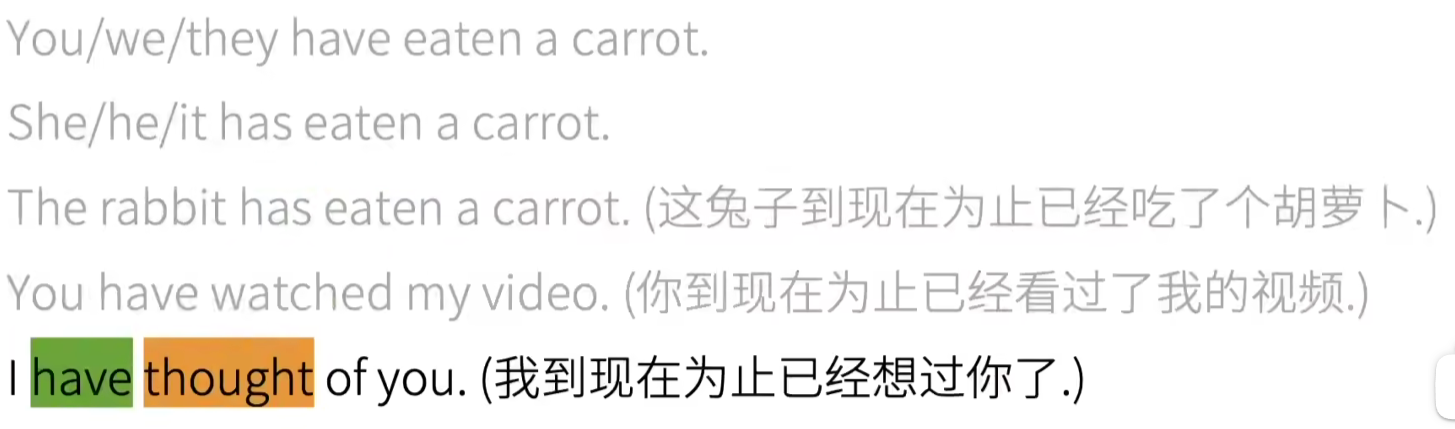 You/we/they have eaten a carrot.
She/he/it has eaten a carrot.
The rabbit has eaten a carrot. (这兔子到现在为止已经吃了个胡萝卜.)
You have watched my video. (你到现在为止已经看过了我的视频.)
I have thought of you. (我到现在为止已经想过你了.)